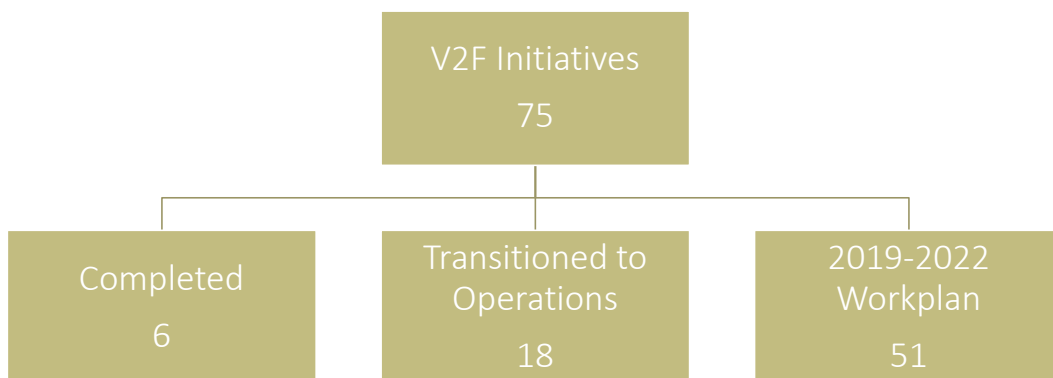 V2F Initiatives
75
Completed
6
Transitioned to
Operations
18
2019-2022
Workplan
51